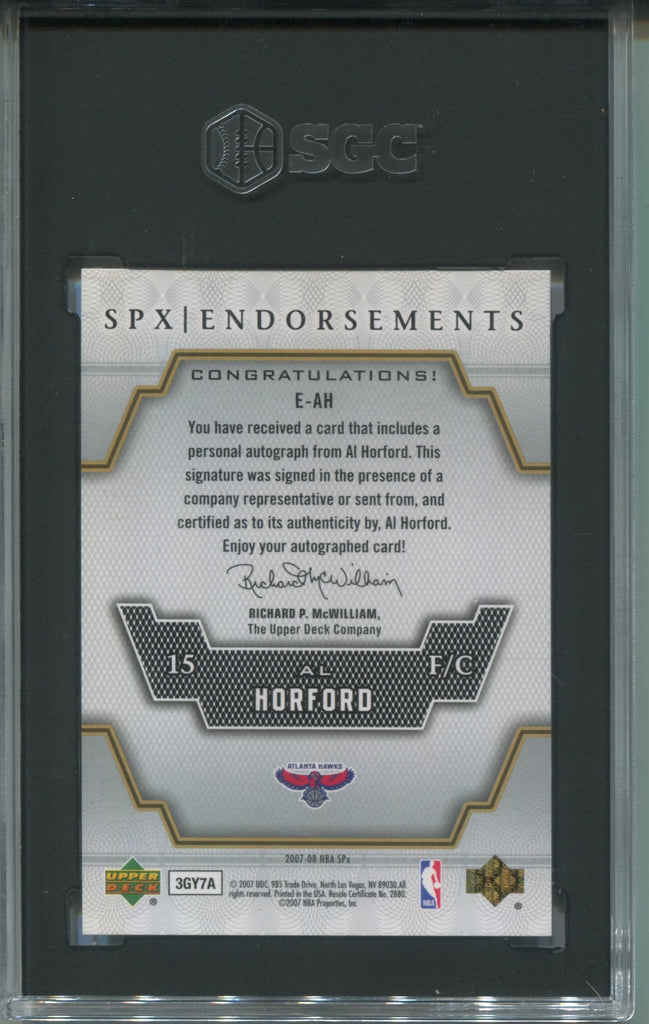 SGC
SPX|ENDORSEMENTS
CONGRATULATIONS!
E-AH
You have received a card that includes a
personal autograph from Al Horford. This
signature was signed in the presence of a
company representative or sent from, and
certified as to its authenticity by, Al Horford.
Enjoy your autographed card!
Richard P. McWilliam
RICHARD P. McWILLIAM,
The Upper Deck Company
15 AL F/C
HORFORD
ATLANTA HAWKS
2007-08 NBA SPx
UPPER DECK ®
3GY7A
© 2007 UDC, 985 Trade Drive, North Las Vegas, NV 89030. All
rights reserved. Printed in the USA. Resale Certificate No. 2880.
©2007 NBA Properties, Inc
NBA
®